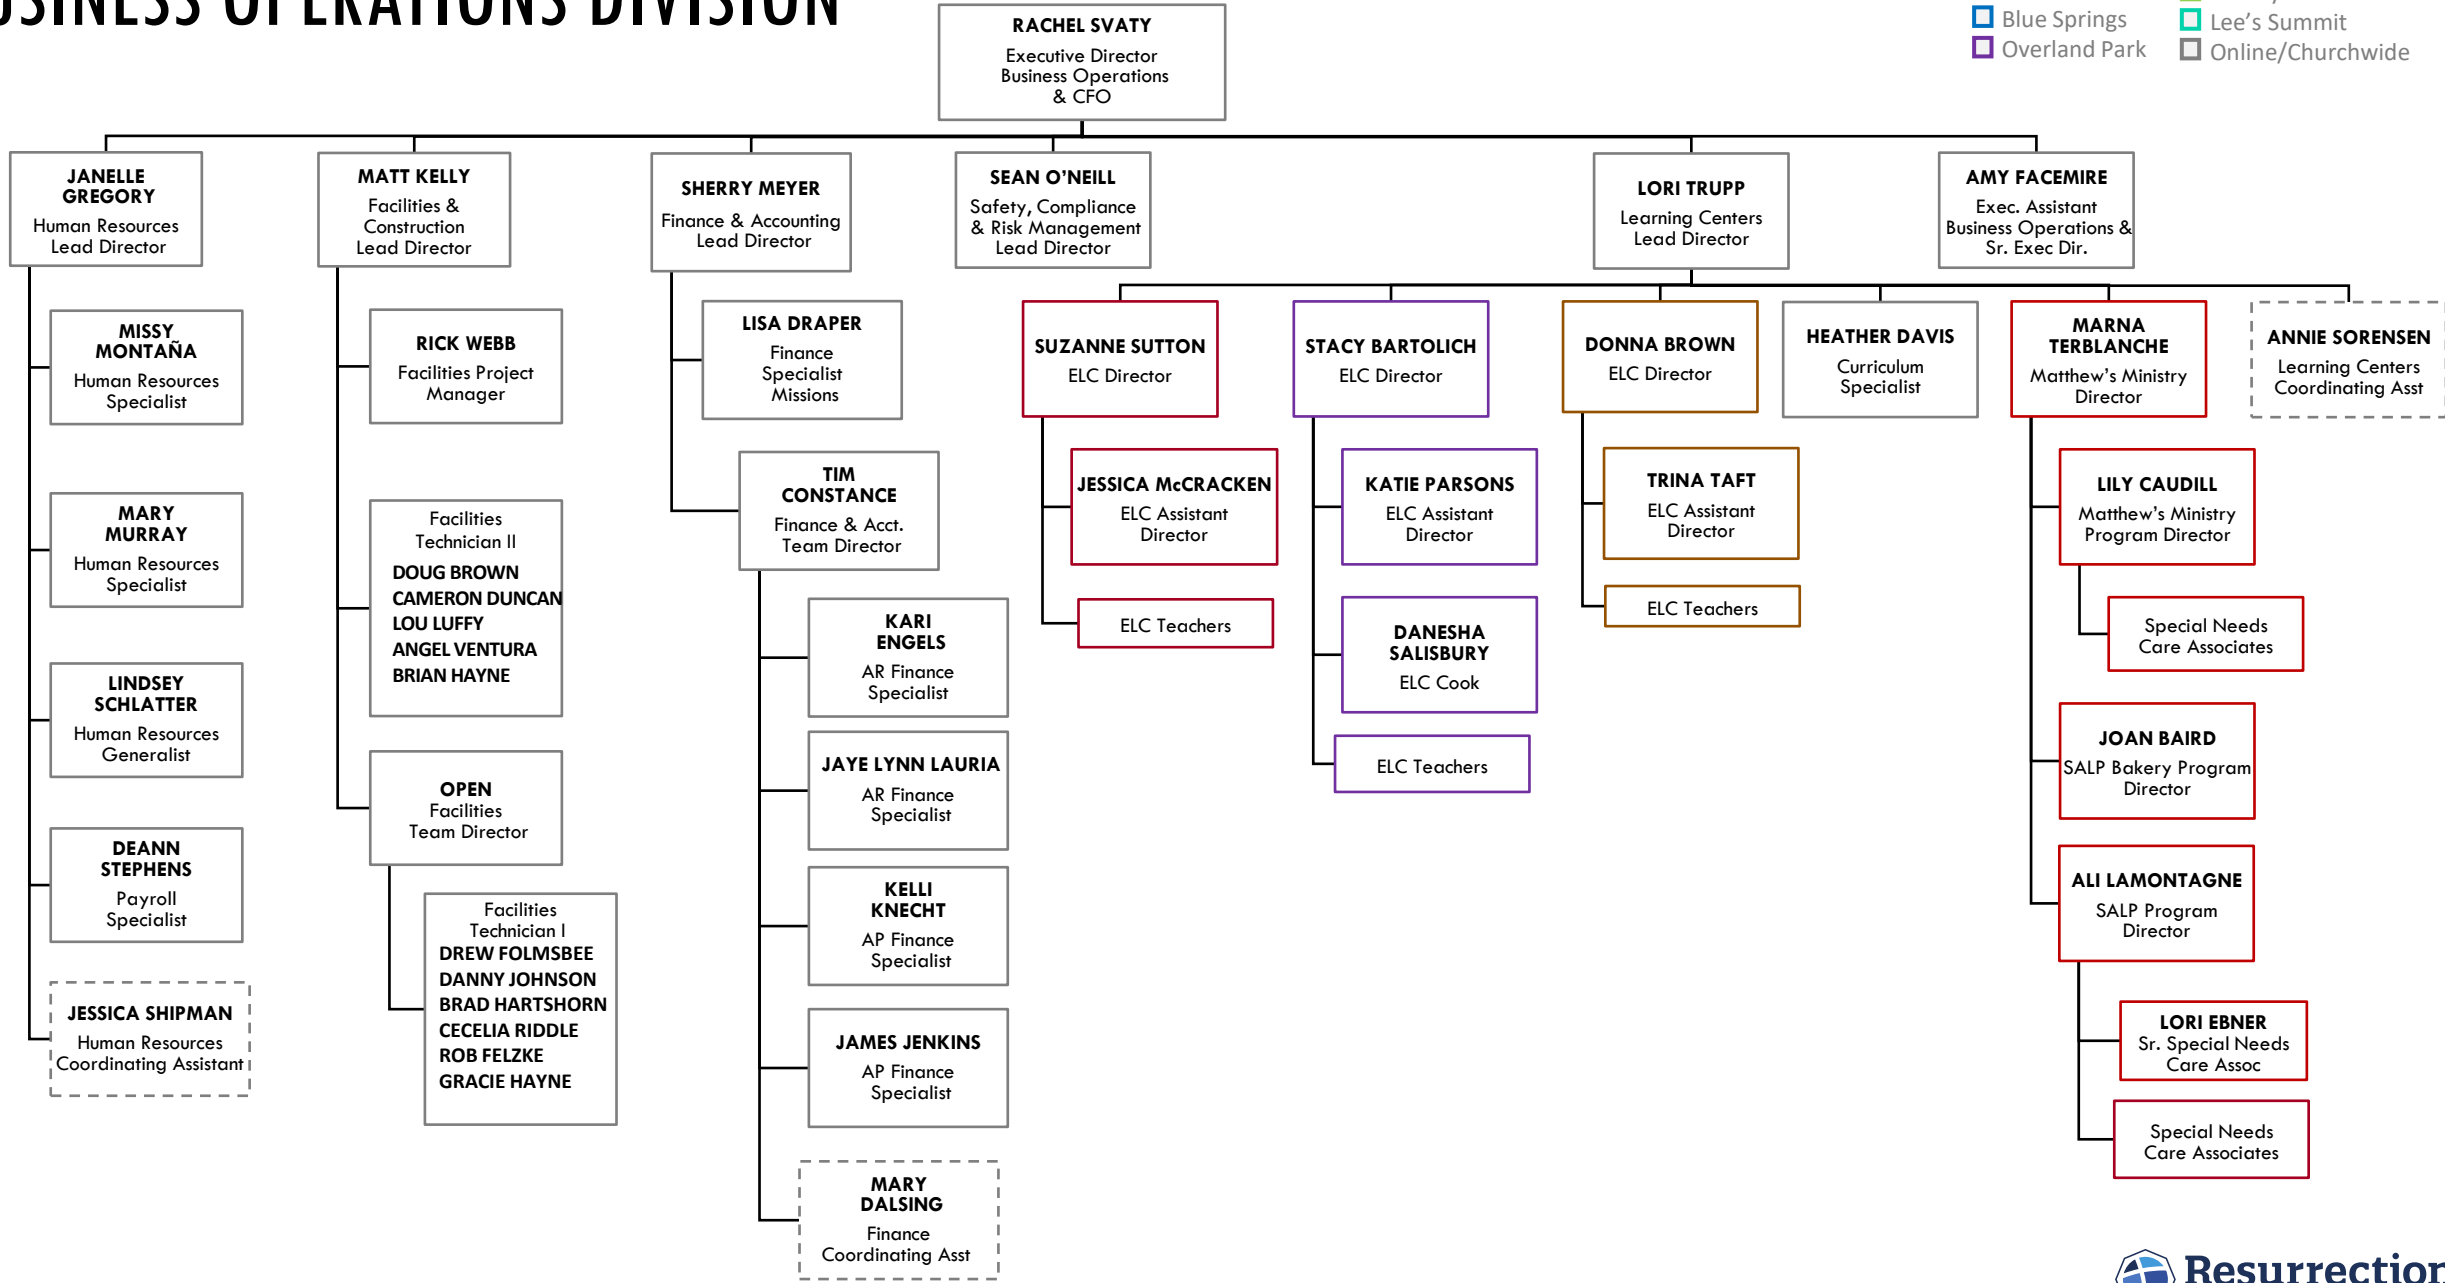 BUSINESS OPERATIONS DIVISION
Blue Springs
Lee's Summit
Overland Park
Online/Churchwide
RACHEL SVATY
Executive Director
Business Operations
& CFO
JANELLE
GREGORY
Human Resources
Lead Director
MATT KELLY
Facilities &
Construction
Lead Director
SHERRY MEYER
Finance & Accounting
Lead Director
SEAN O'NEILL
Safety, Compliance
& Risk Management
Lead Director
LORI TRUPP
Learning Centers
Lead Director
AMY FACEMIRE
Exec. Assistant
Business Operations &
Sr. Exec Dir.
MISSY
MONTAÑA
Human Resources
Specialist
MARY
MURRAY
Human Resources
Specialist
LINDSEY
SCHLATTER
Human Resources
Generalist
DEANN
STEPHENS
Payroll
Specialist
JESSICA SHIPMAN
Human Resources
Coordinating Assistant
RICK WEBB
Facilities Project
Manager
Facilities
Technician II
DOUG BROWN
CAMERON DUNCAN
LOU LUFFY
ANGEL VENTURA
BRIAN HAYNE
OPEN
Facilities
Team Director
Facilities
Technician I
DREW FOLMSBEE
DANNY JOHNSON
BRAD HARTSHORN
CECELIA RIDDLE
ROB FELZKE
GRACIE HAYNE
LISA DRAPER
Finance
Specialist
Missions
TIM
CONSTANCE
Finance & Acct.
Team Director
KARI
ENGELS
AR Finance
Specialist
JAYE LYNN LAURIA
AR Finance
Specialist
KELLI
KNECHT
AP Finance
Specialist
JAMES JENKINS
AP Finance
Specialist
MARY
DALSING
Finance
Coordinating Asst
SUZANNE SUTTON
ELC Director
JESSICA McCRACKEN
ELC Assistant
Director
ELC Teachers
STACY BARTOLICH
ELC Director
KATIE PARSONS
ELC Assistant
Director
DANESHA
SALISBURY
ELC Cook
ELC Teachers
DONNA BROWN
ELC Director
TRINA TAFT
ELC Assistant
Director
ELC Teachers
HEATHER DAVIS
Curriculum
Specialist
MARNA
TERBLANCHE
Matthew's Ministry
Director
LILY CAUDILL
Matthew's Ministry
Program Director
Special Needs
Care Associates
JOAN BAIRD
SALP Bakery Program
Director
ALI LAMONTAGNE
SALP Program
Director
LORI EBNER
Sr. Special Needs
Care Assoc
Special Needs
Care Associates
ANNIE SORENSEN
Learning Centers
Coordinating Asst
Resurrection